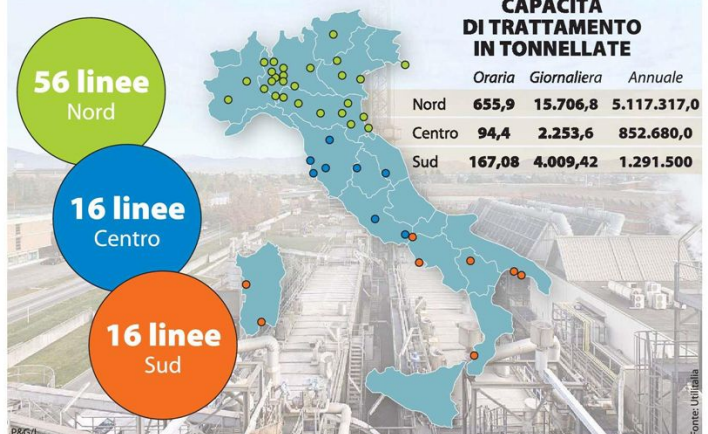 CAPACITÀ
DI TRATTAMENTO
IN TONNELLATE
Oraria Giornaliera Annuale
Nord 655,9 15.706,8 5.117.317,0
Centro 94,4 2.253,6 852.680,0
Sud 167,08 4.009,42 1.291.500
56 linee
Nord
16 linee
Centro
16 linee
Sud
Fonte: Utilitalia
P&G/L